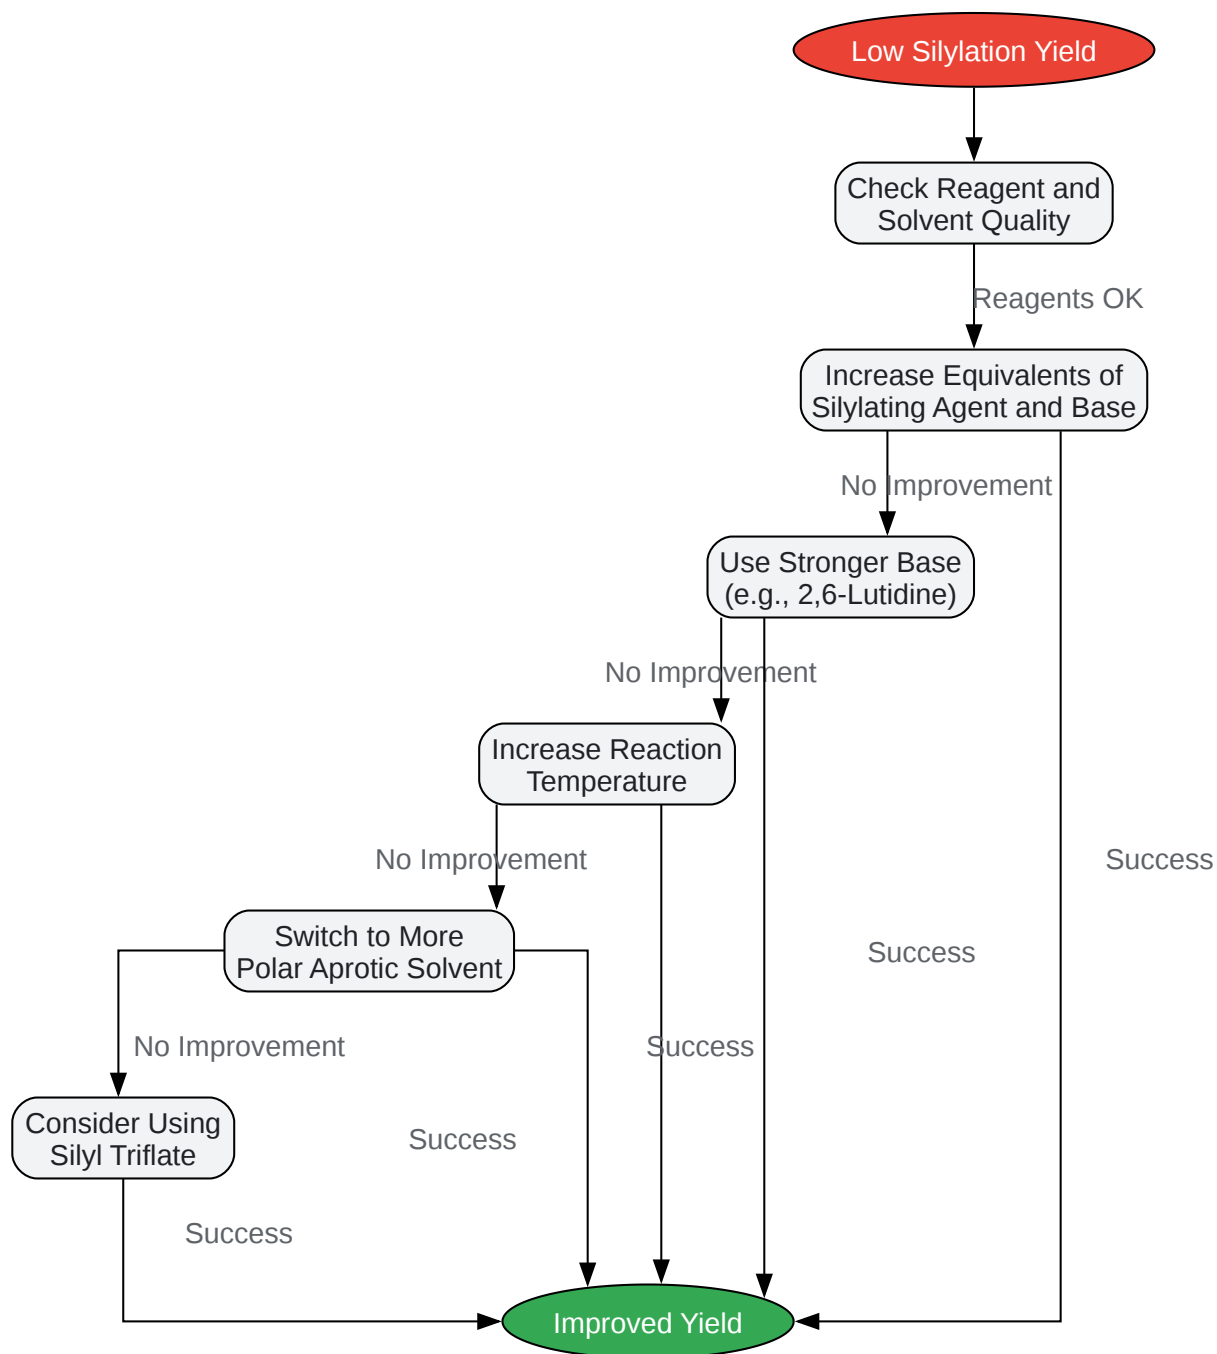 Low Silylation Yield
Check Reagent and
Solvent Quality
Reagents OK
Increase Equivalents of
Silylating Agent and Base
No Improvement
Use Stronger Base
(e.g., 2,6-Lutidine)
No Improvement
Increase Reaction
Temperature
No Improvement
Success
Switch to More
Polar Aprotic Solvent
Success
No Improvement
Success
Consider Using
Silyl Triflate
Success
Success
Improved Yield